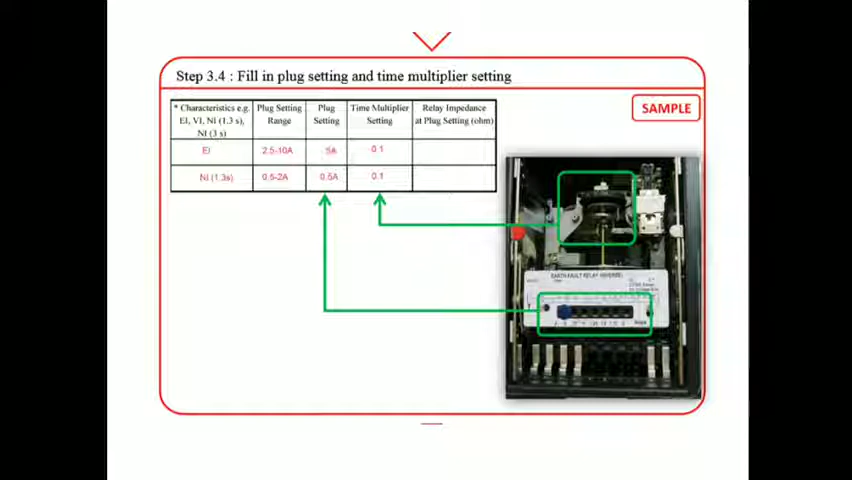 Step 3.4 : Fill in plug setting and time multiplier setting
SAMPLE
* Characteristics e.g.
EI, VI, NI (1.3 s),
NI (3 s)
Plug Setting
Range
Plug
Setting
Time Multiplier
Setting
Relay Impedance
at Plug Setting (ohm)
EI
2.5-10A
5A
0.1
NI (1.3s)
0.5-2A
0.5A
0.1
EARTH FAULT RELAY INVERSE